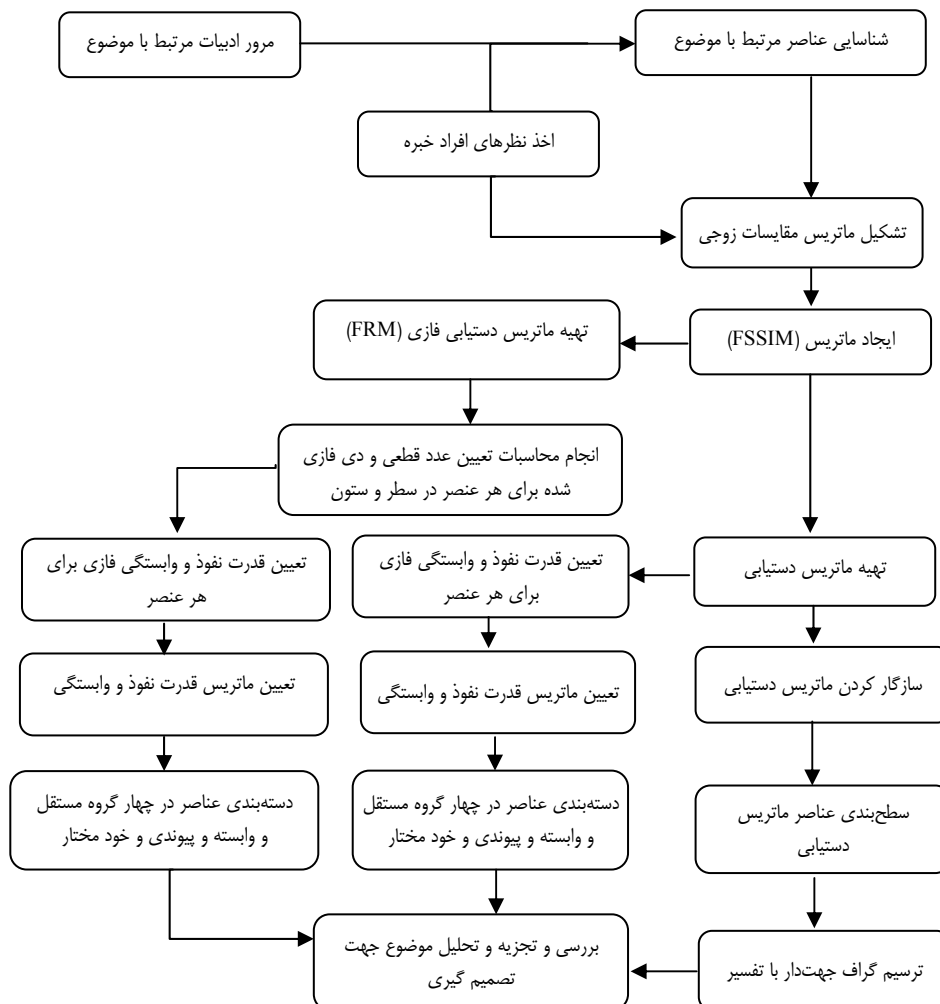 شناسایی عناصر مرتبط با موضوع
مرور ادبیات مرتبط با موضوع
اخذ نظرهای افراد خبره
تشکیل ماتریس مقایسات زوجی
ایجاد ماتریس (FSSIM)
تهیه ماتریس دستیابی فازی (FRM)
انجام محاسبات تعیین عدد قطعی و دی فازی
شده برای هر عنصر در سطر و ستون
تهیه ماتریس دستیابی
تعیین قدرت نفوذ و وابستگی فازی
برای هر عنصر
تعیین قدرت نفوذ و وابستگی فازی برای
هر عنصر
سازگار کردن ماتریس دستیابی
تعیین ماتریس قدرت نفوذ و وابستگی
تعیین ماتریس قدرت نفوذ و وابستگی
سطح‌بندی عناصر ماتریس
دستیابی
دسته‌بندی عناصر در چهار گروه مستقل
و وابسته و پیوندی و خود مختار
دسته‌بندی عناصر در چهار گروه مستقل
و وابسته و پیوندی و خود مختار
ترسیم گراف جهت‌دار با تفسیر
بررسی و تجزیه و تحلیل موضوع جهت
تصمیم گیری